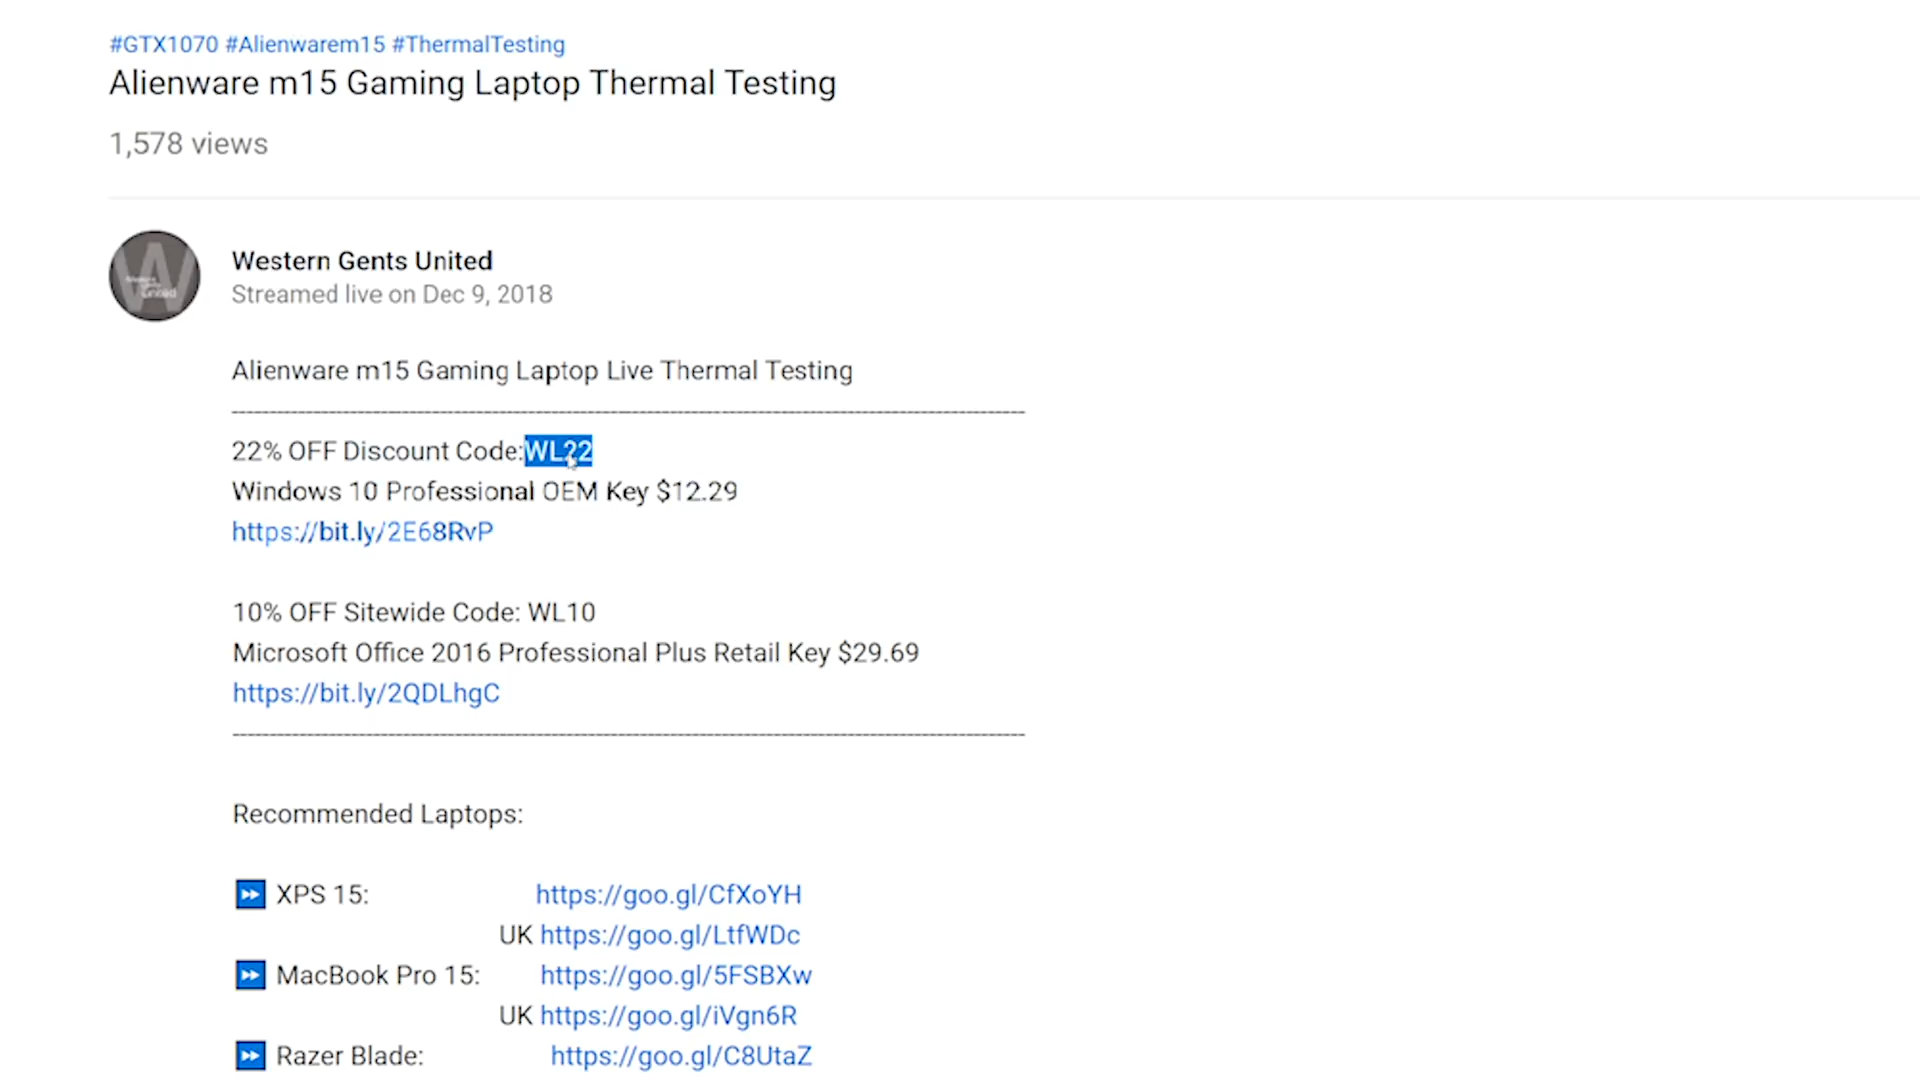 #GTX1070 #Alienwarem15 #ThermalTesting
Alienware m15 Gaming Laptop Thermal Testing
1,578 views
Western Gents United
Streamed live on Dec 9, 2018
Alienware m15 Gaming Laptop Live Thermal Testing
22% OFF Discount Code:WL22
Windows 10 Professional OEM Key $12.29
https://bit.ly/2E68RvP
10% OFF Sitewide Code: WL10
Microsoft Office 2016 Professional Plus Retail Key $29.69
https://bit.ly/2QDLhgC
Recommended Laptops:
XPS 15: https://goo.gl/CfXoYH
UK https://goo.gl/LtfWDc
MacBook Pro 15: https://goo.gl/5FSBXw
UK https://goo.gl/iVgn6R
Razer Blade: https://goo.gl/C8UtaZ